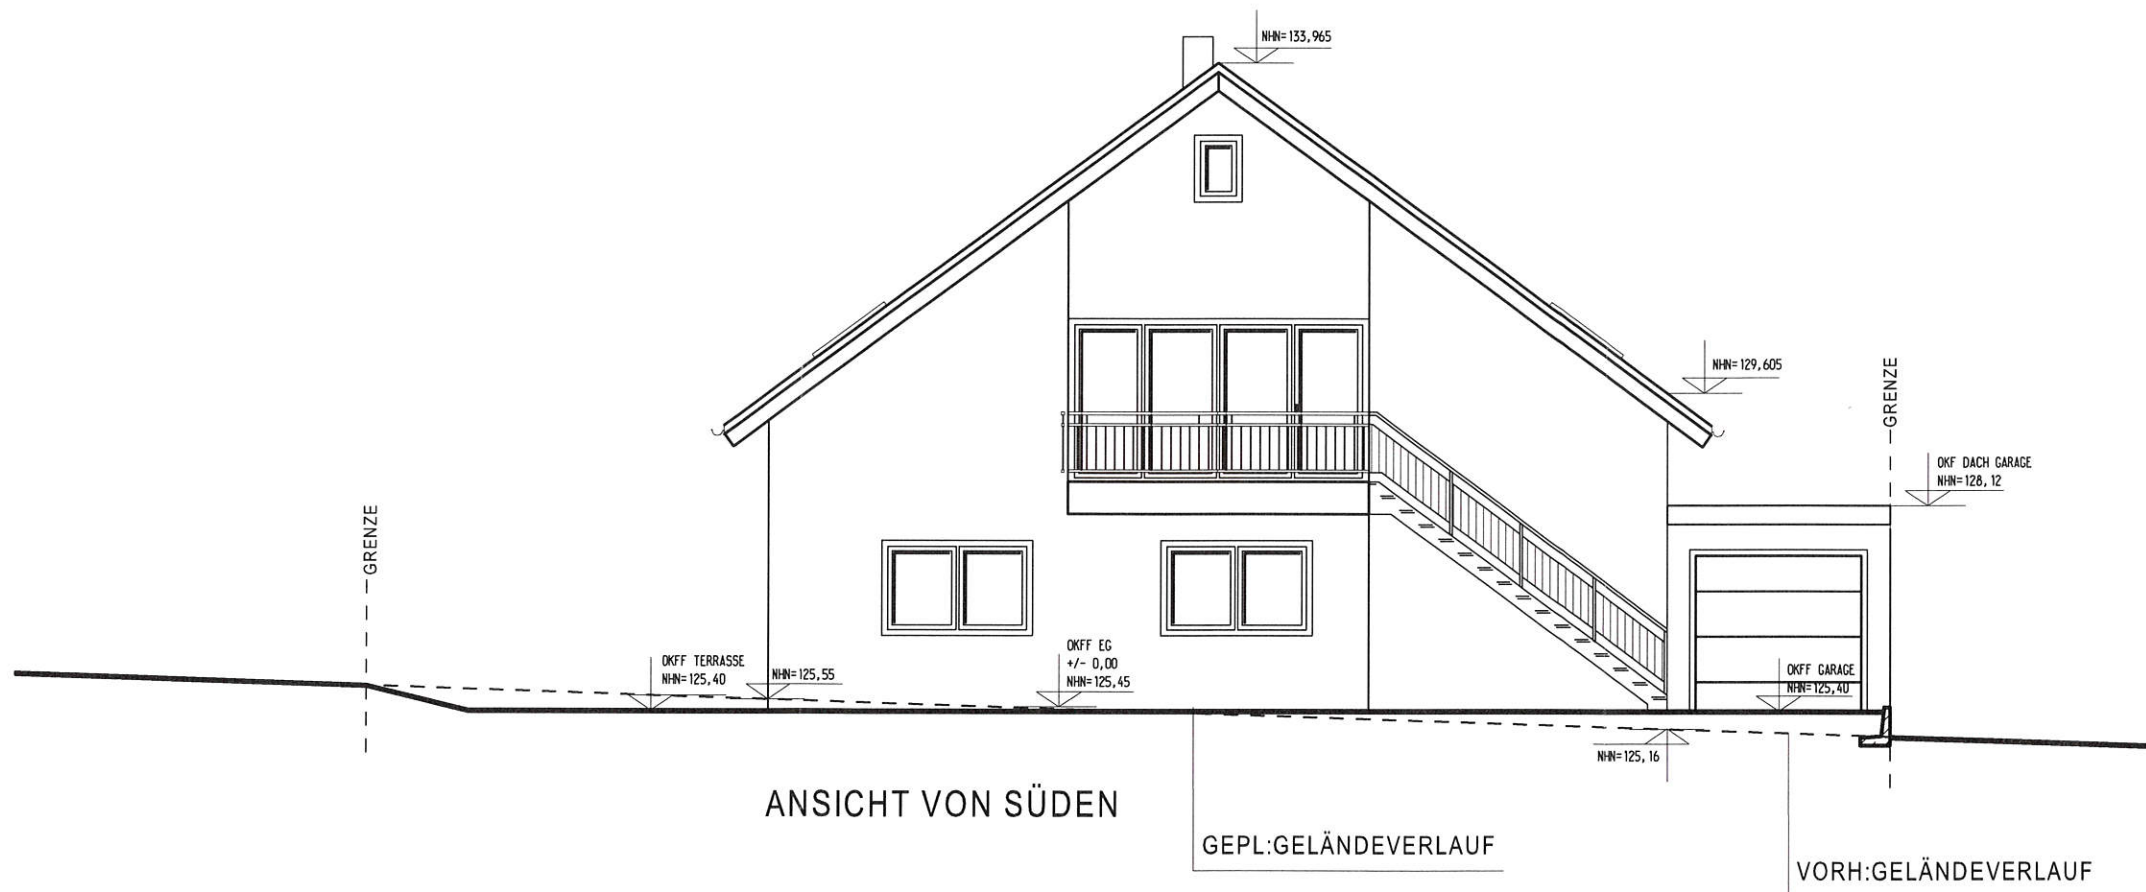 NHN=133,965
NHN=129,605
GRENZE
OKF DACH GARAGE
NHN=128,12
GRENZE
OKFF TERRASSE
NHN=125,40
NHN=125,55
OKFF EG
+/- 0,00
NHN=125,45
OKFF GARAGE
NHN=125,40
NHN=125,16
ANSICHT VON SÜDEN
GEPL:GELÄNDEVERLAUF
VORH:GELÄNDEVERLAUF